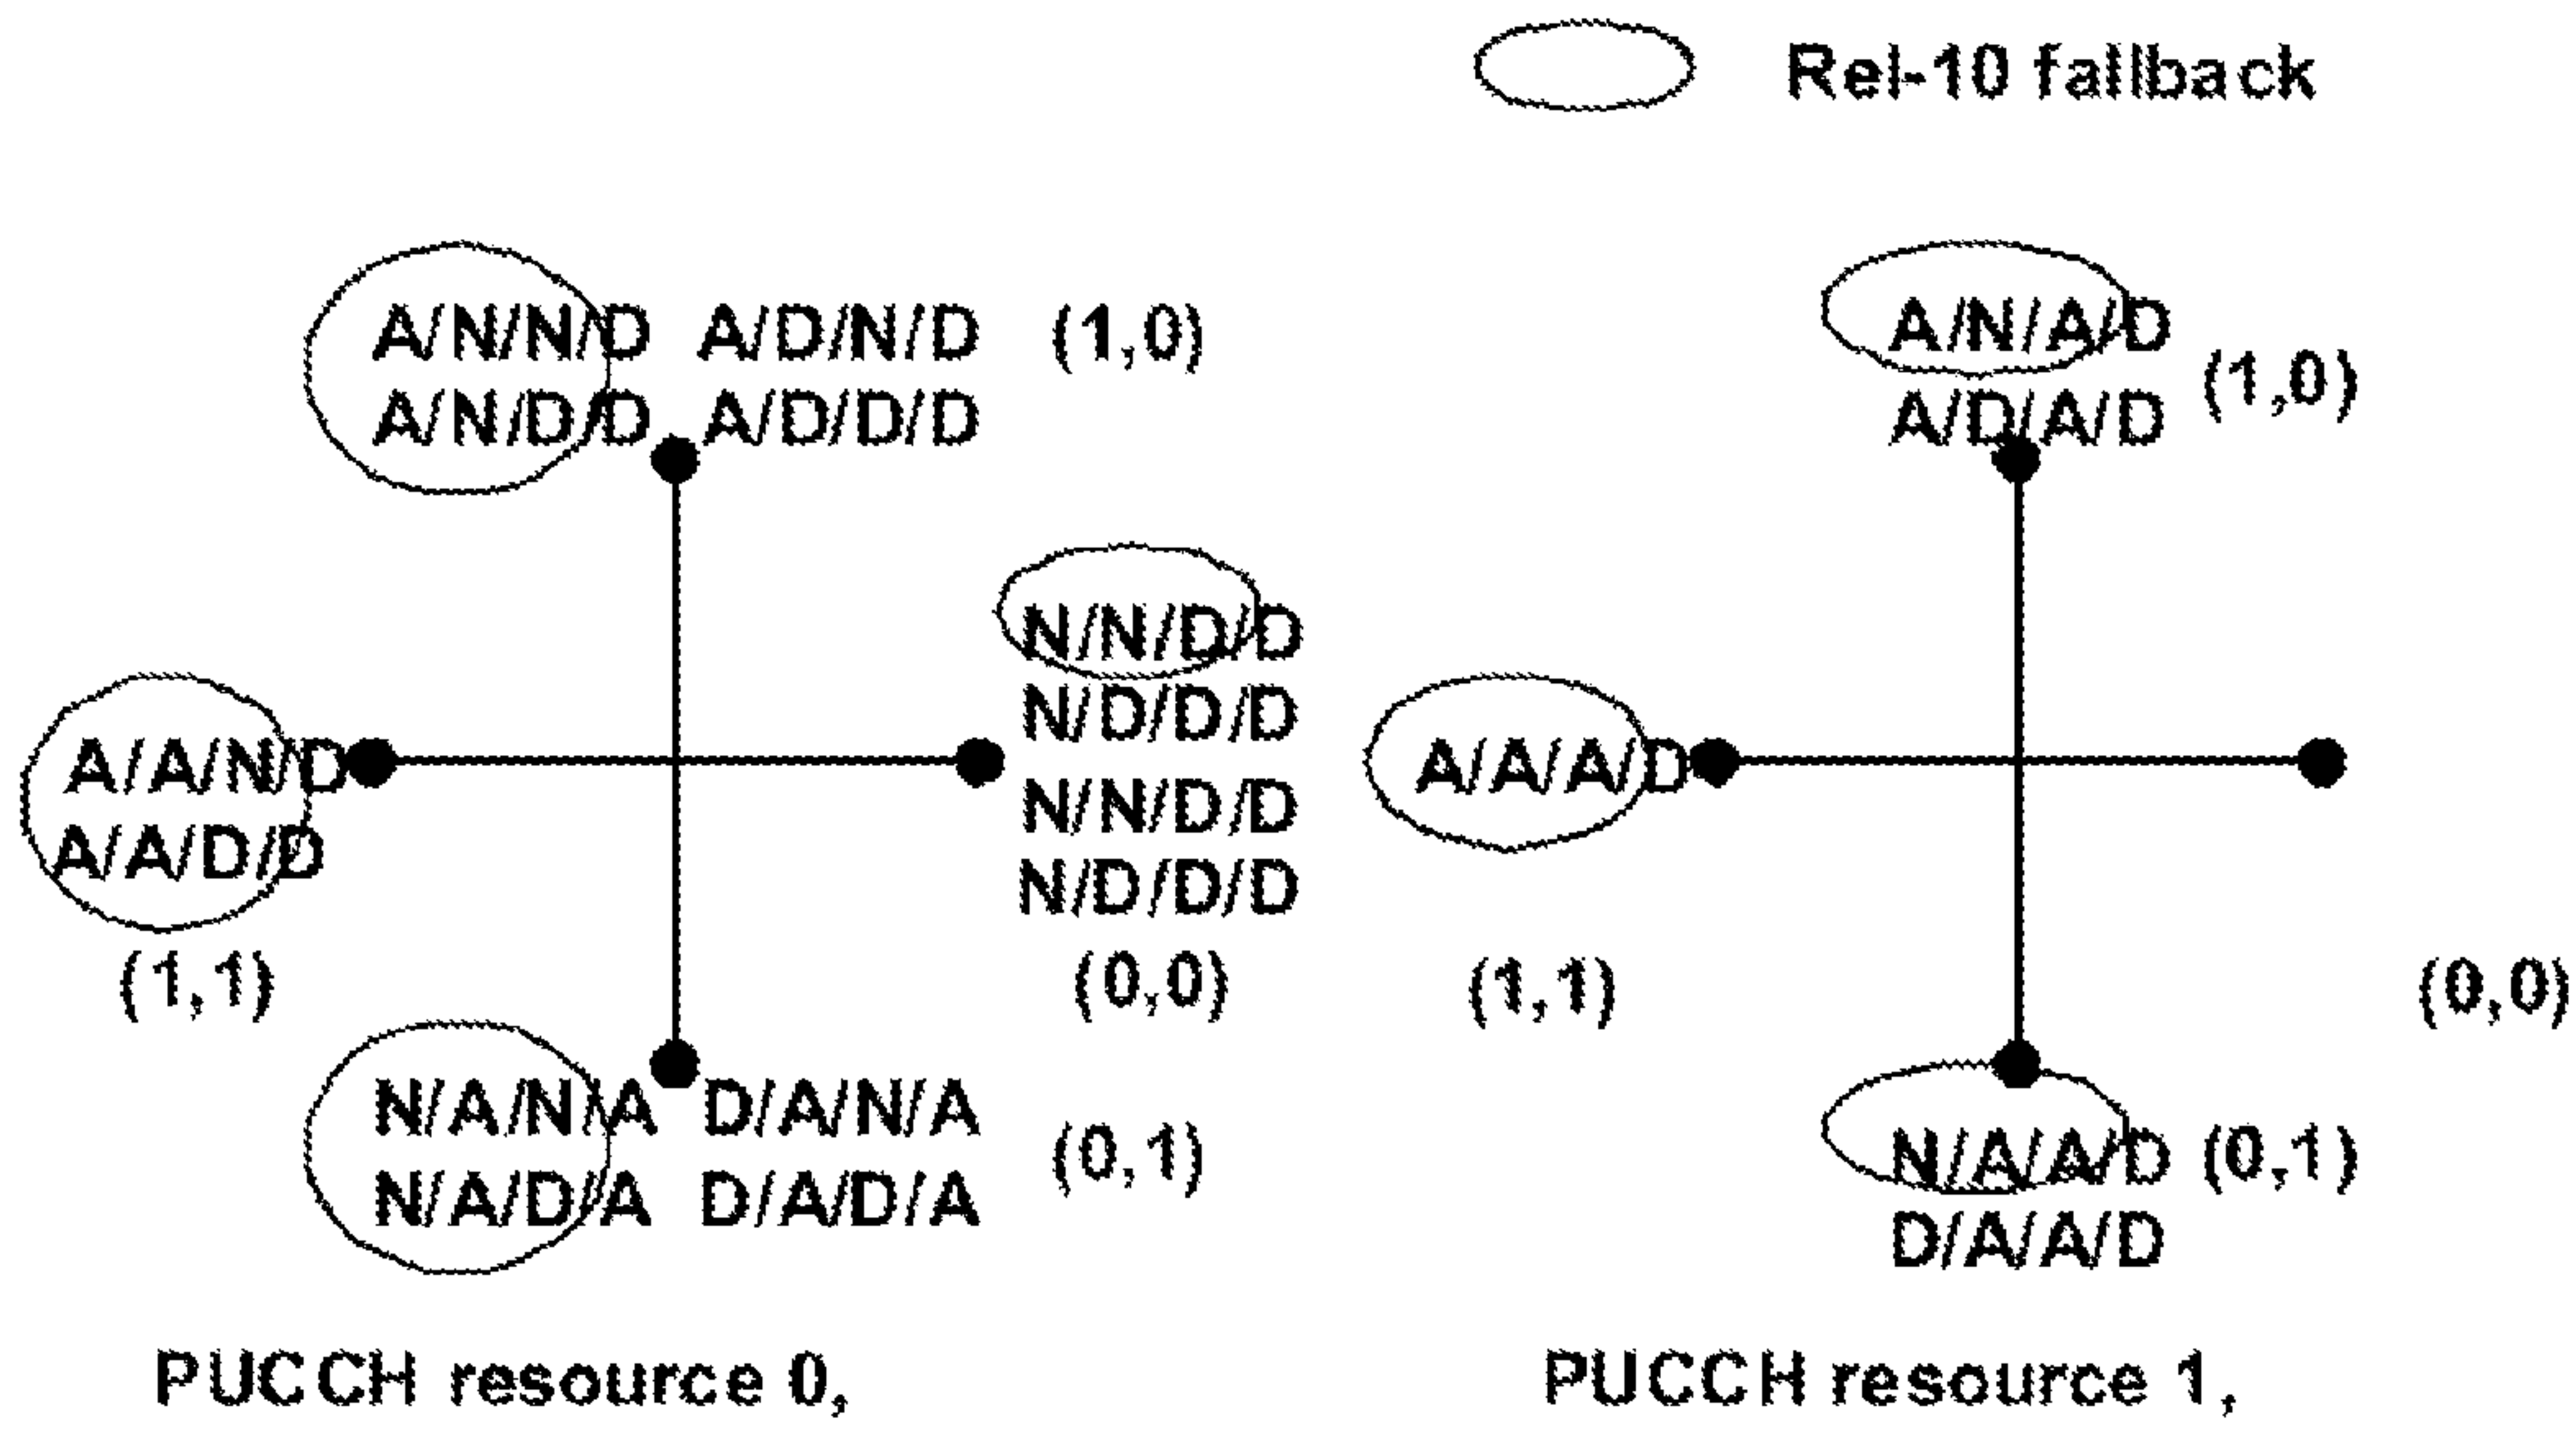 Rel-10 fallback
A/N/N/D A/D/N/D (1,0)
A/N/D/D A/D/D/D
N/N/D/D
N/D/D/D
N/N/D/D
N/D/D/D
(0,0)
A/A/N/D
A/A/D/D
(1,1)
N/A/N/A D/A/N/A
N/A/D/A D/A/D/A
(0,1)
PUCCH resource 0,
A/N/A/D
A/D/A/D
(1,0)
A/A/A/D
(1,1)
(0,0)
N/A/A/D (0,1)
D/A/A/D
PUCCH resource 1,